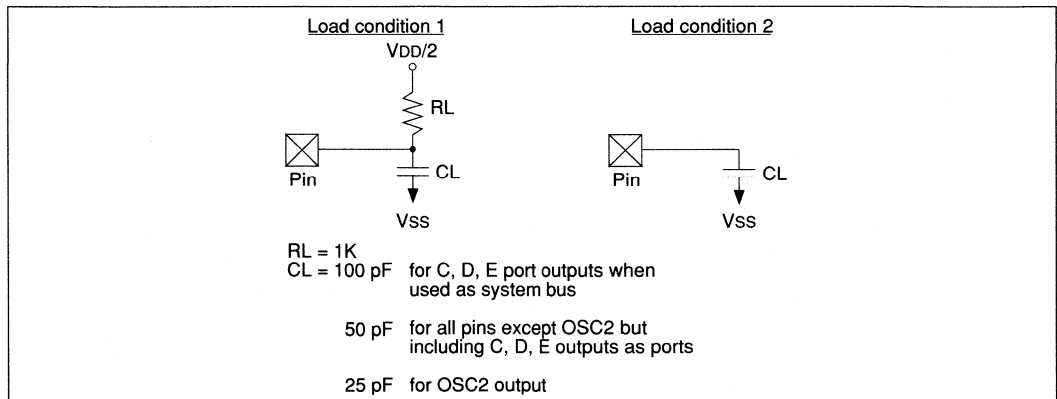 Load condition 1
VDD/2
RL
Pin
CL
VSS
Load condition 2
Pin
CL
VSS
RL = 1K
CL = 100 pF for C, D, E port outputs when
used as system bus
50 pF for all pins except OSC2 but
including C, D, E outputs as ports
25 pF for OSC2 output